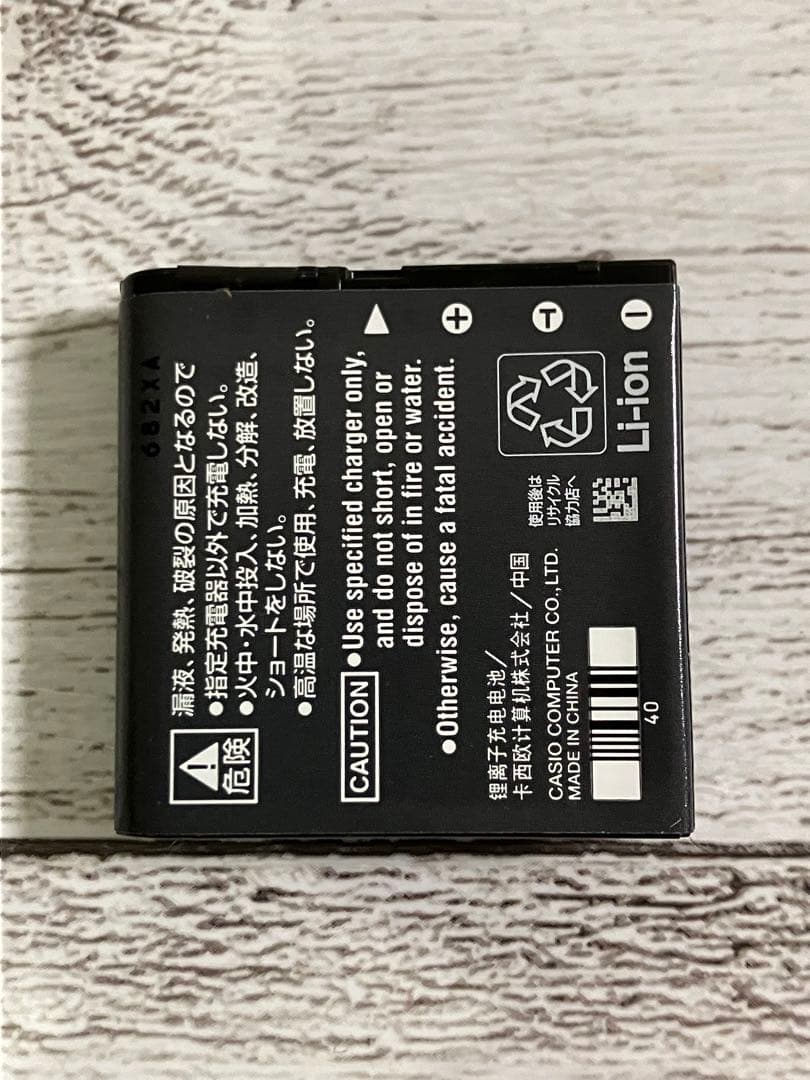 682XA
危険
漏液、発熱、破裂の原因となるので
●指定充電器以外で充電しない。
●火中・水中投入、加熱、分解、改造、
ショートをしない。
●高温な場所で使用、充電、放置しない。
CAUTION
●Use specified charger only,
and do not short, open or
dispose of in fire or water.
●Otherwise, cause a fatal accident.
锂离子充电电池/
卡西欧计算机株式会社/中国
CASIO COMPUTER CO.,LTD.
MADE IN CHINA
40
使用後は
リサイクル
協力店へ
Li-ion
+
T
−